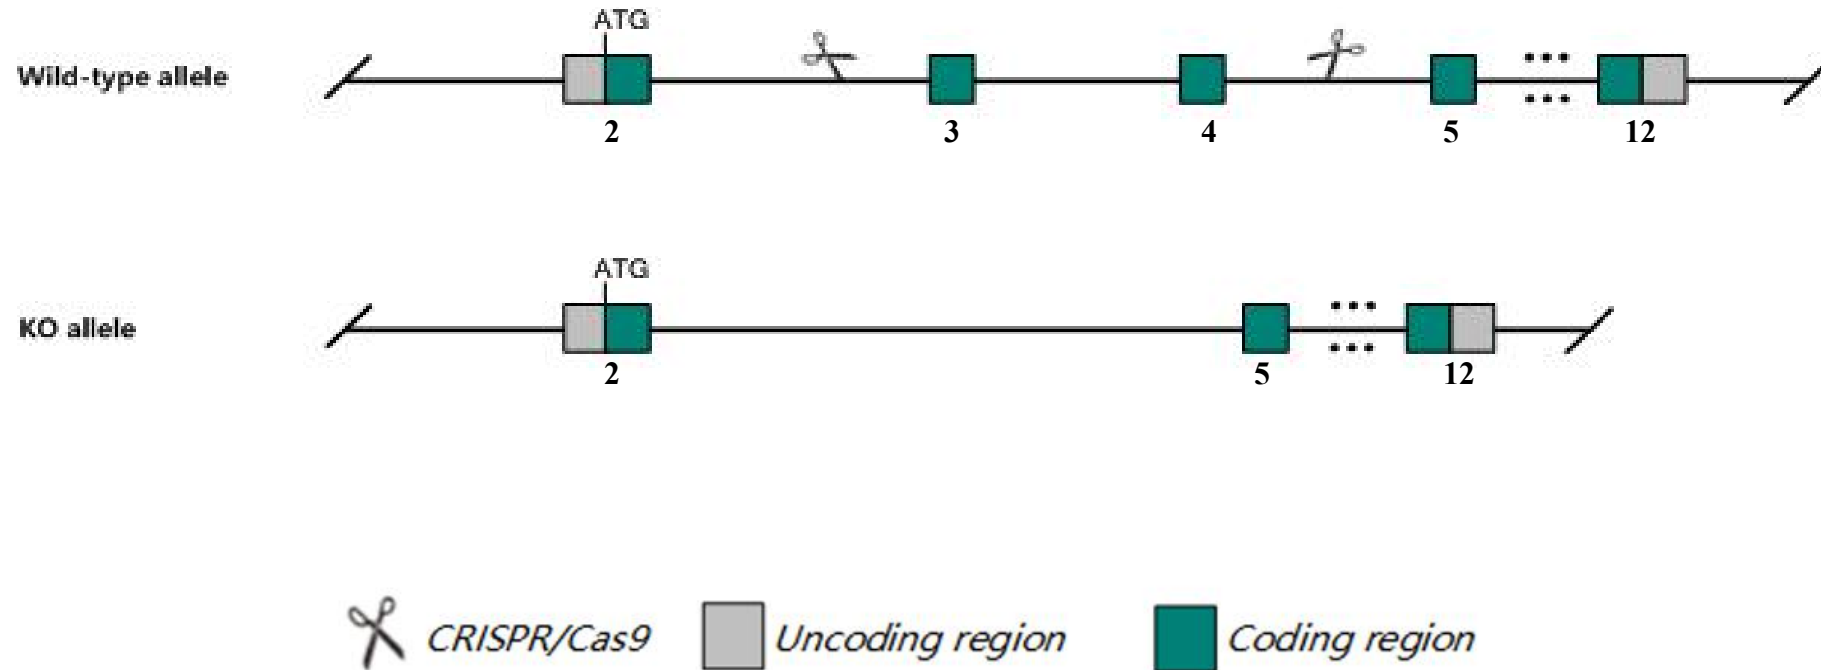 ATG
Wild-type allele
2 3 4 5 12
ATG
KO allele
2 5 12
CRISPR/Cas9 Uncoding region Coding region